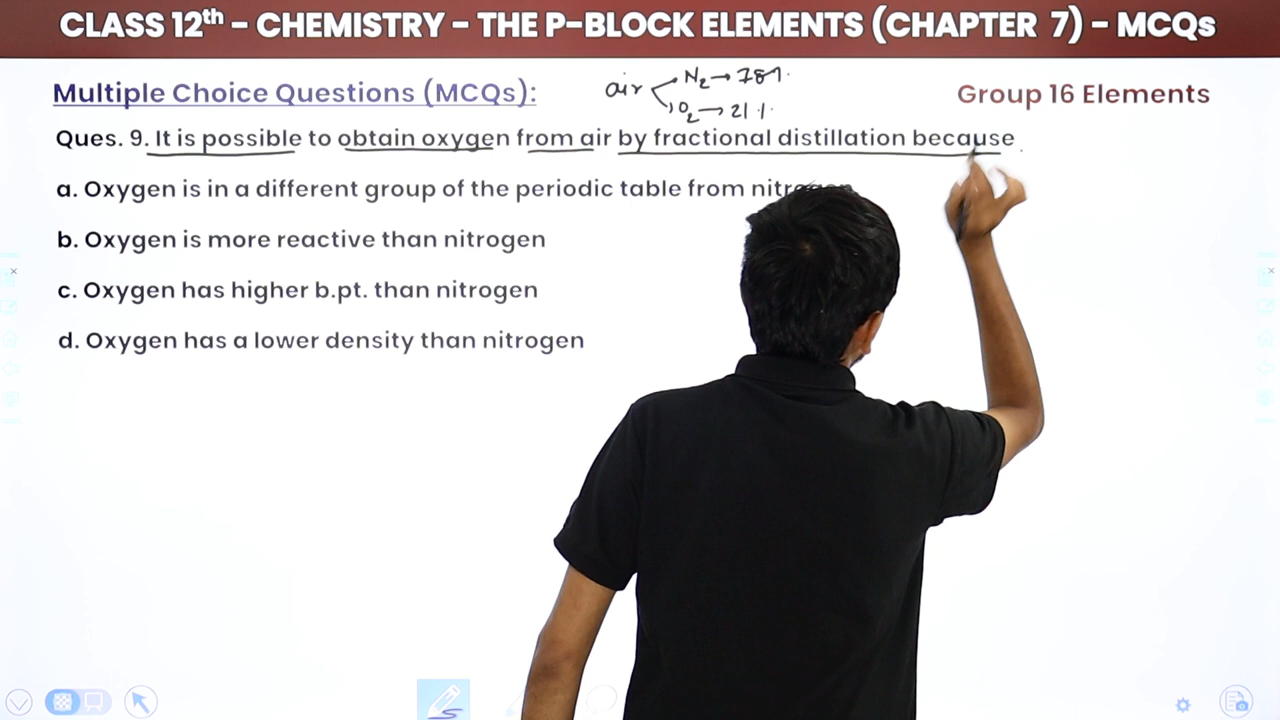 CLASS 12th - CHEMISTRY - THE P-BLOCK ELEMENTS (CHAPTER 7) - MCQs
Multiple Choice Questions (MCQs):
air
N2 → 78%.
O2 → 21%.
Group 16 Elements
Ques. 9. It is possible to obtain oxygen from air by fractional distillation because
a. Oxygen is in a different group of the periodic table from nitrogen
b. Oxygen is more reactive than nitrogen
c. Oxygen has higher b.pt. than nitrogen
d. Oxygen has a lower density than nitrogen